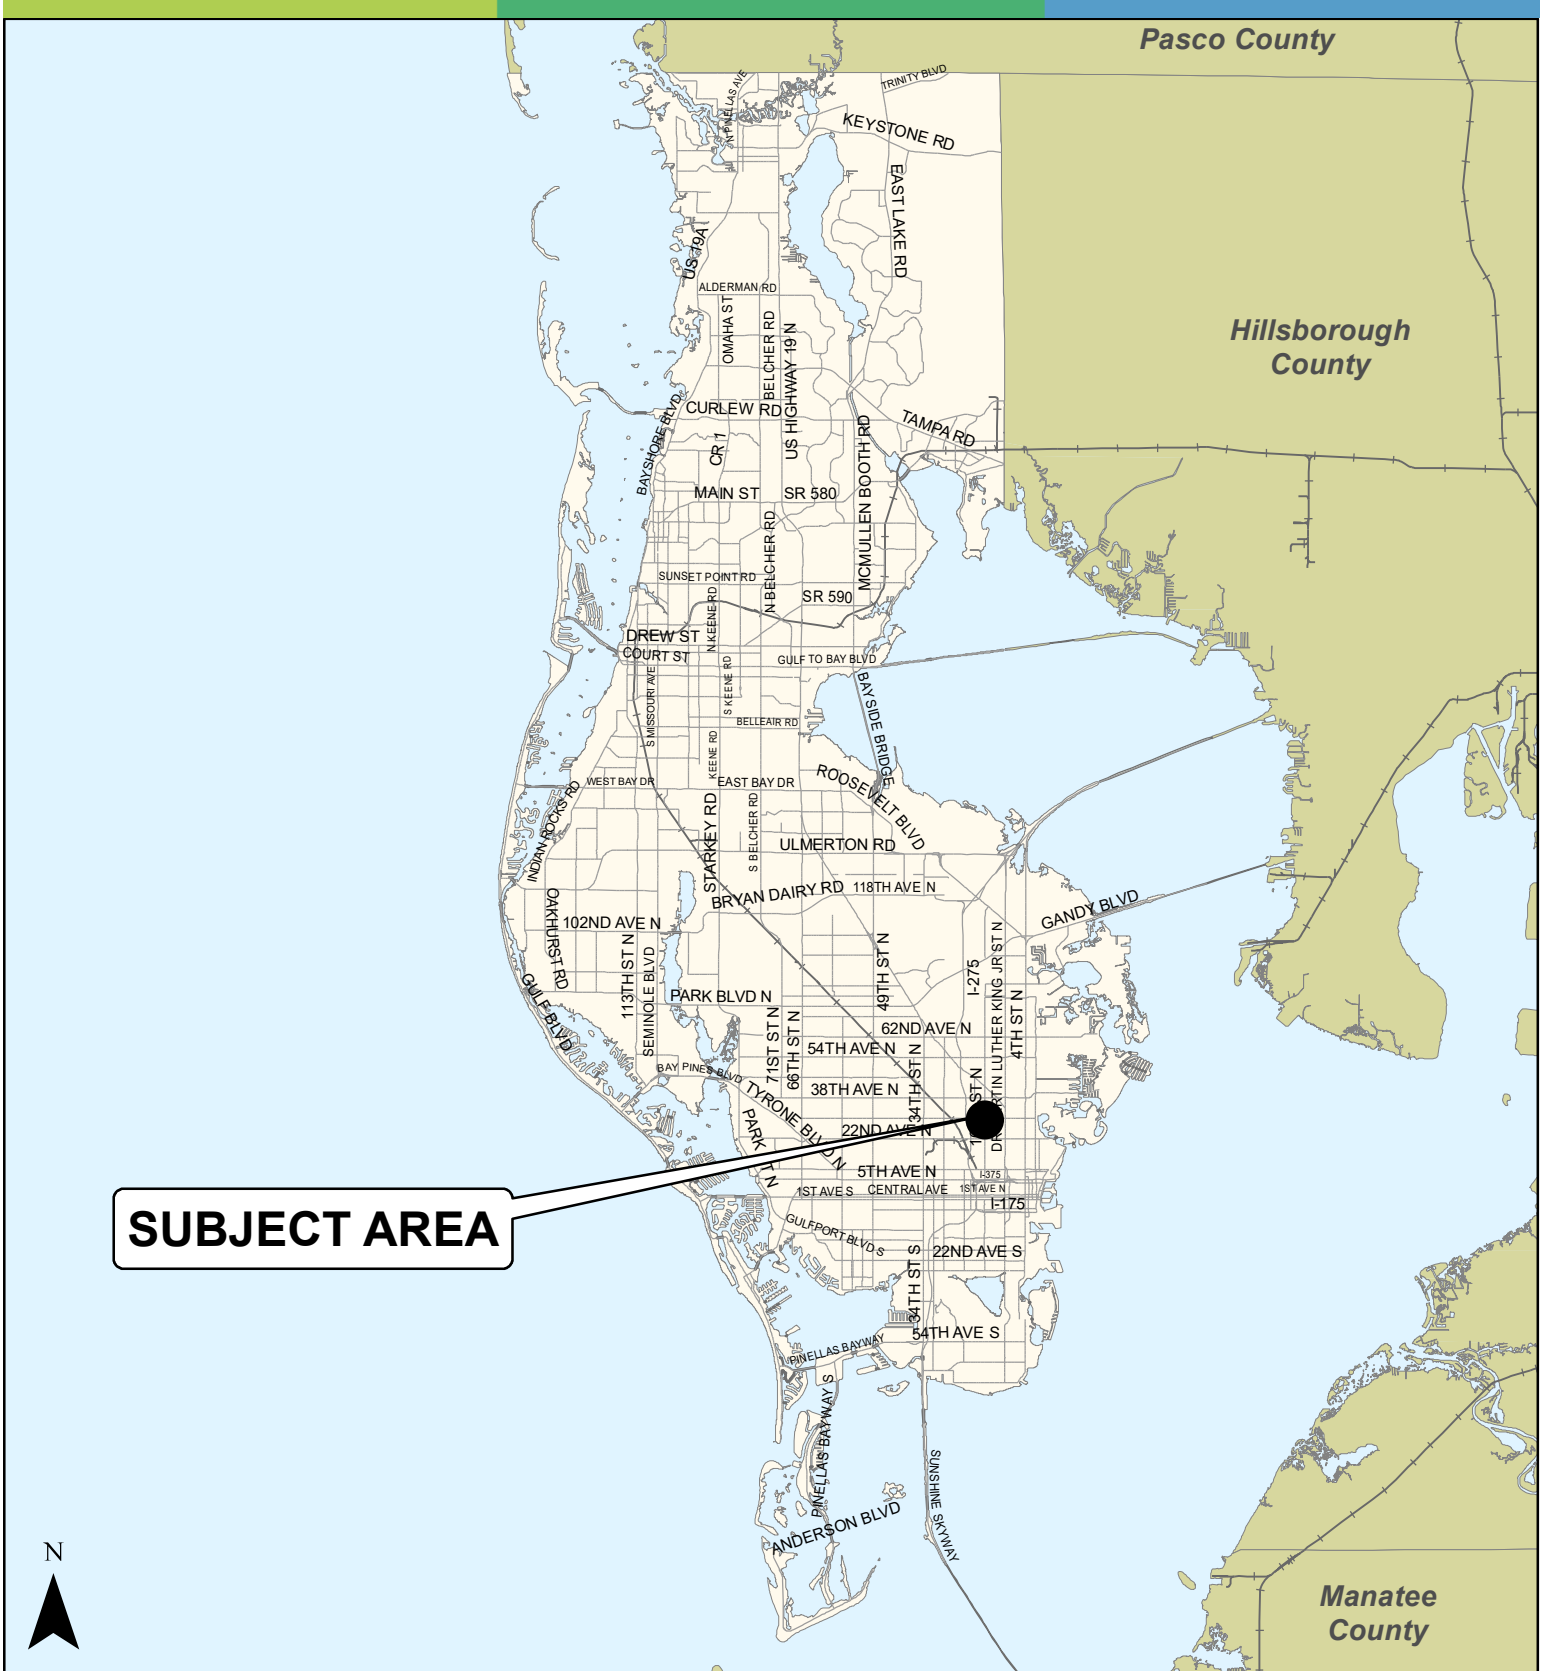 Pasco County
TRINITY BLVD
N PINELLAS AVE
KEYSTONE RD
EAST LAKE RD
US 19A
ALDERMAN RD
OMAHA ST
BELCHER RD
US HIGHWAY 19 N
Hillsborough
County
CURLEW RD
TAMPA RD
BAYSHORE BLVD
CR 1
MCMULLEN BOOTH RD
MAIN ST
SR 580
N BELCHER RD
SUNSET POINT RD
SR 590
N KEENE RD
DREW ST
COURT ST
GULF TO BAY BLVD
S MISSOURI AVE
S KEENE RD
BAYSIDE BRIDGE
BELLEAIR RD
KEENE RD
WEST BAY DR
EAST BAY DR
ROOSEVELT BLVD
INDIAN ROCKS RD
STARKEY RD
S BELCHER RD
ULMERTON RD
BRYAN DAIRY RD
118TH AVE N
OAKHURST RD
102ND AVE N
GANDY BLVD
113TH ST N
SEMINOLE BLVD
49TH ST N
I-275
4TH ST N
GULF BLVD
PARK BLVD N
71ST ST N
66TH ST N
62ND AVE N
54TH AVE N
34TH ST N
BAY PINES BLVD
TYRONE BLVD N
38TH AVE N
22ND AVE N
PARK ST N
5TH AVE N
I-375
1ST AVE S
CENTRAL AVE
1ST AVE N
I-175
SUBJECT AREA
GULFPORT BLVD S
22ND AVE S
34TH ST S
54TH AVE S
PINELLAS BAYWAY
PINELLAS BAYWAY S
SUNSHINE SKYWAY
ANDERSON BLVD
N
Manatee
County